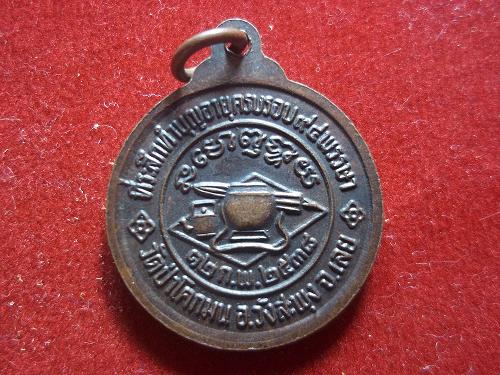 ที่ระลึกทำบุญอายุครบรอบ ๙๔ พรรษา
๑๒ ก.พ. ๒๕๓๘
วัดป่าโคกมน อ.วังสะพุง จ.เลย